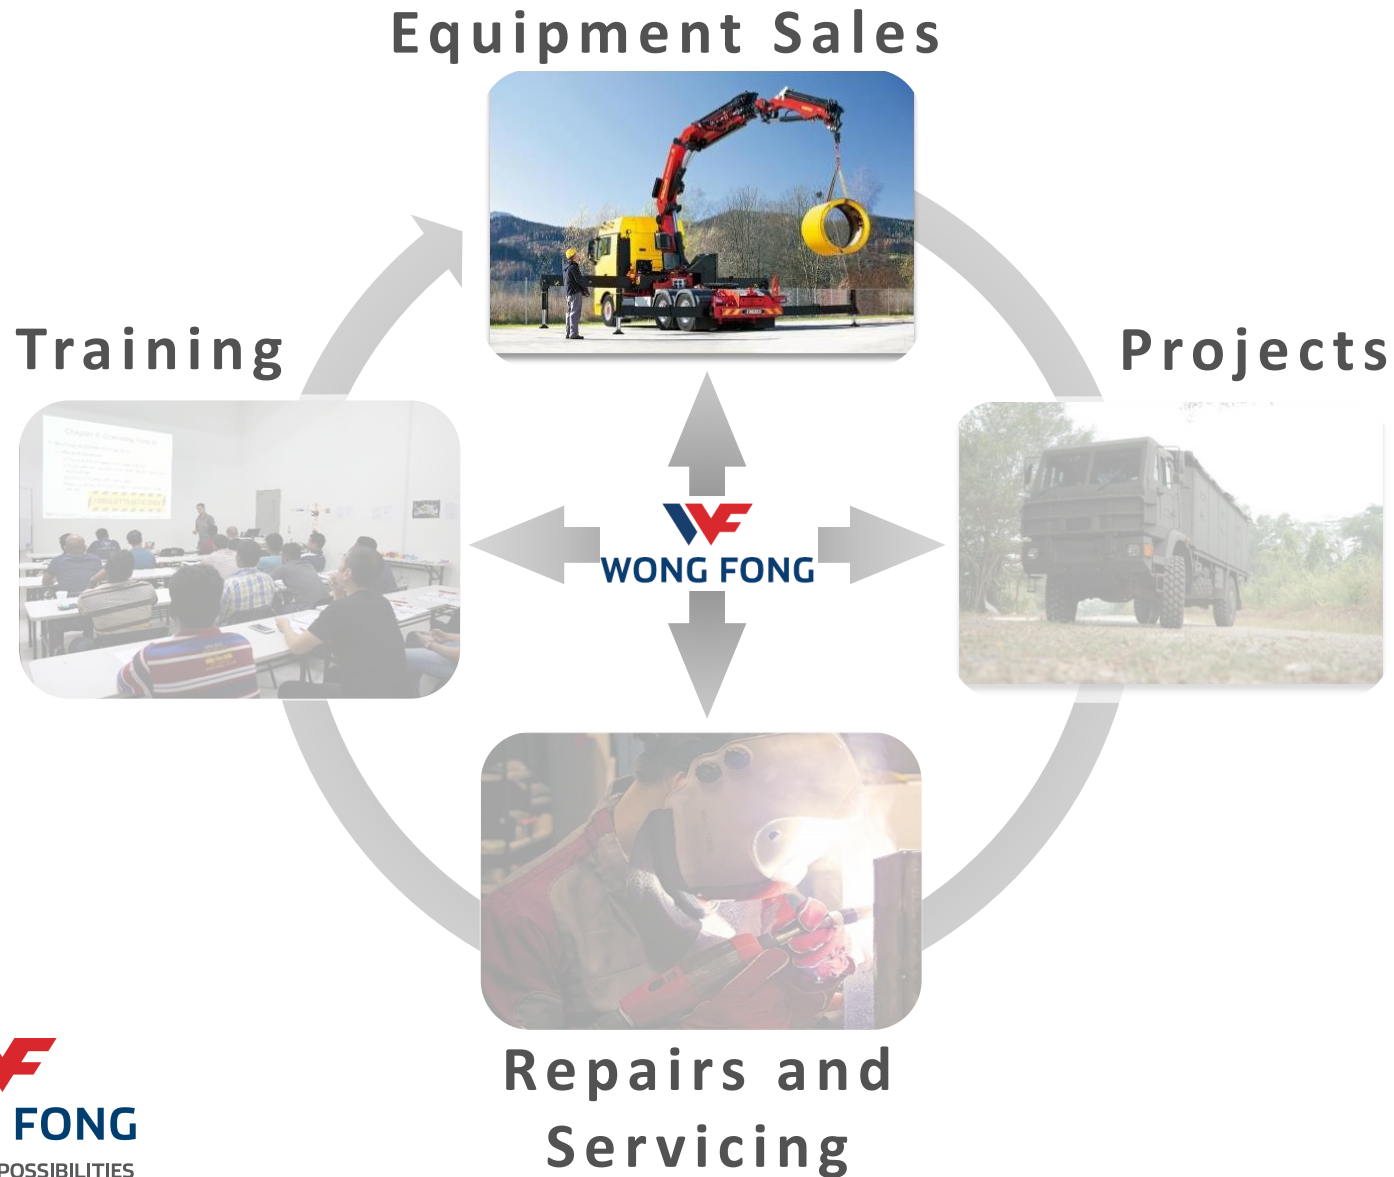 Equipment Sales
Training
Projects
WONG FONG
Repairs and
Servicing
FONG
POSSIBILITIES